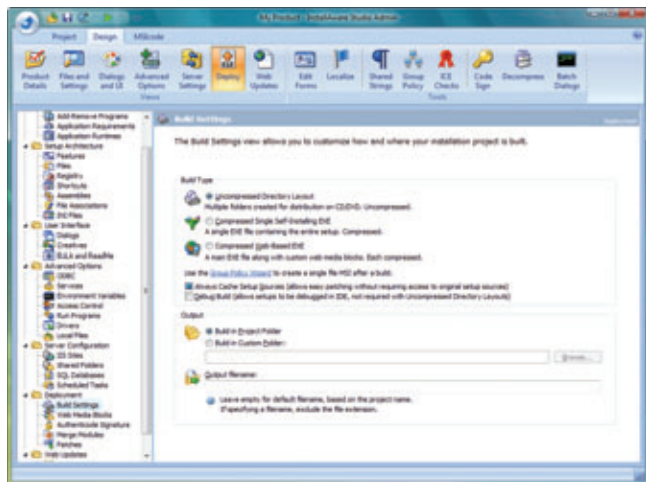 My Product - InstallAware Studio Admin
Project Design MSIcode
Product Details
Files and Settings
Dialogs and UI
Advanced Options
Server Settings
Deploy
Web Updates
Edit Forms
Localize
Shared Strings
Group Policy
ICE Checks
Code Sign
Decompress
Batch Dialogs
Views
Tools
Add-Remove Programs
Application Requirements
Application Runtimes
Setup Architecture
Features
Files
Registry
Shortcuts
Assemblies
File Associations
INI Files
User Interface
Dialogs
Creatives
EULA and ReadMe
Advanced Options
ODBC
Services
Environment Variables
Access Control
Run Programs
Drivers
Local Files
Server Configuration
IIS Sites
Shared Folders
SQL Databases
Scheduled Tasks
Deployment
Build Settings
Web Media Blocks
Authenticode Signature
Merge Modules
Patches
Web Updates
Build Settings
The Build Settings view allows you to customize how and where your installation project is built.
Build Type
Uncompressed Directory Layout
Multiple folders created for distribution on CD/DVD. Uncompressed.
Compressed Single Self-Installing EXE
A single EXE file containing the entire setup. Compressed.
Compressed Web-Based EXE
A main EXE file along with custom web media blocks. Each compressed.
Use the Group Policy Wizard to create a single file MSI after a build.
Always Cache Setup Sources (allows easy patching without requiring access to original setup sources)
Debug Build (allows setups to be debugged in IDE, not required with Uncompressed Directory Layouts)
Output
Build in Project Folder
Build in Custom Folder:
Browse...
Output filename:
Leave empty for default filename, based on the project name.
If specifying a filename, exclude the file extension.